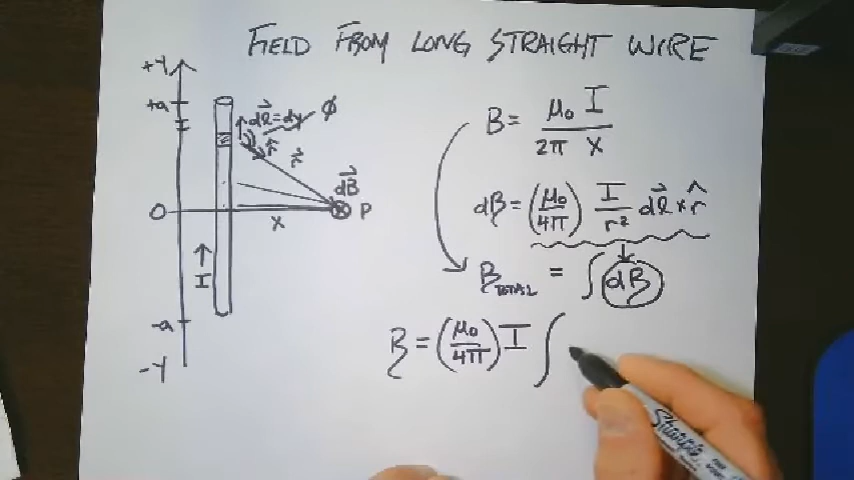 FIELD FROM LONG STRAIGHT WIRE
+Y
+a
dl⃗=dy φ
r̂
r⃗
dB⃗
0
P
X
I
-a
-Y
B = μ₀ I / 2π X
dB = (μ₀/4π) I/r² dl⃗ × r̂
B TOTAL = ∫ dB
B = (μ₀/4π) I ∫
Sharpie